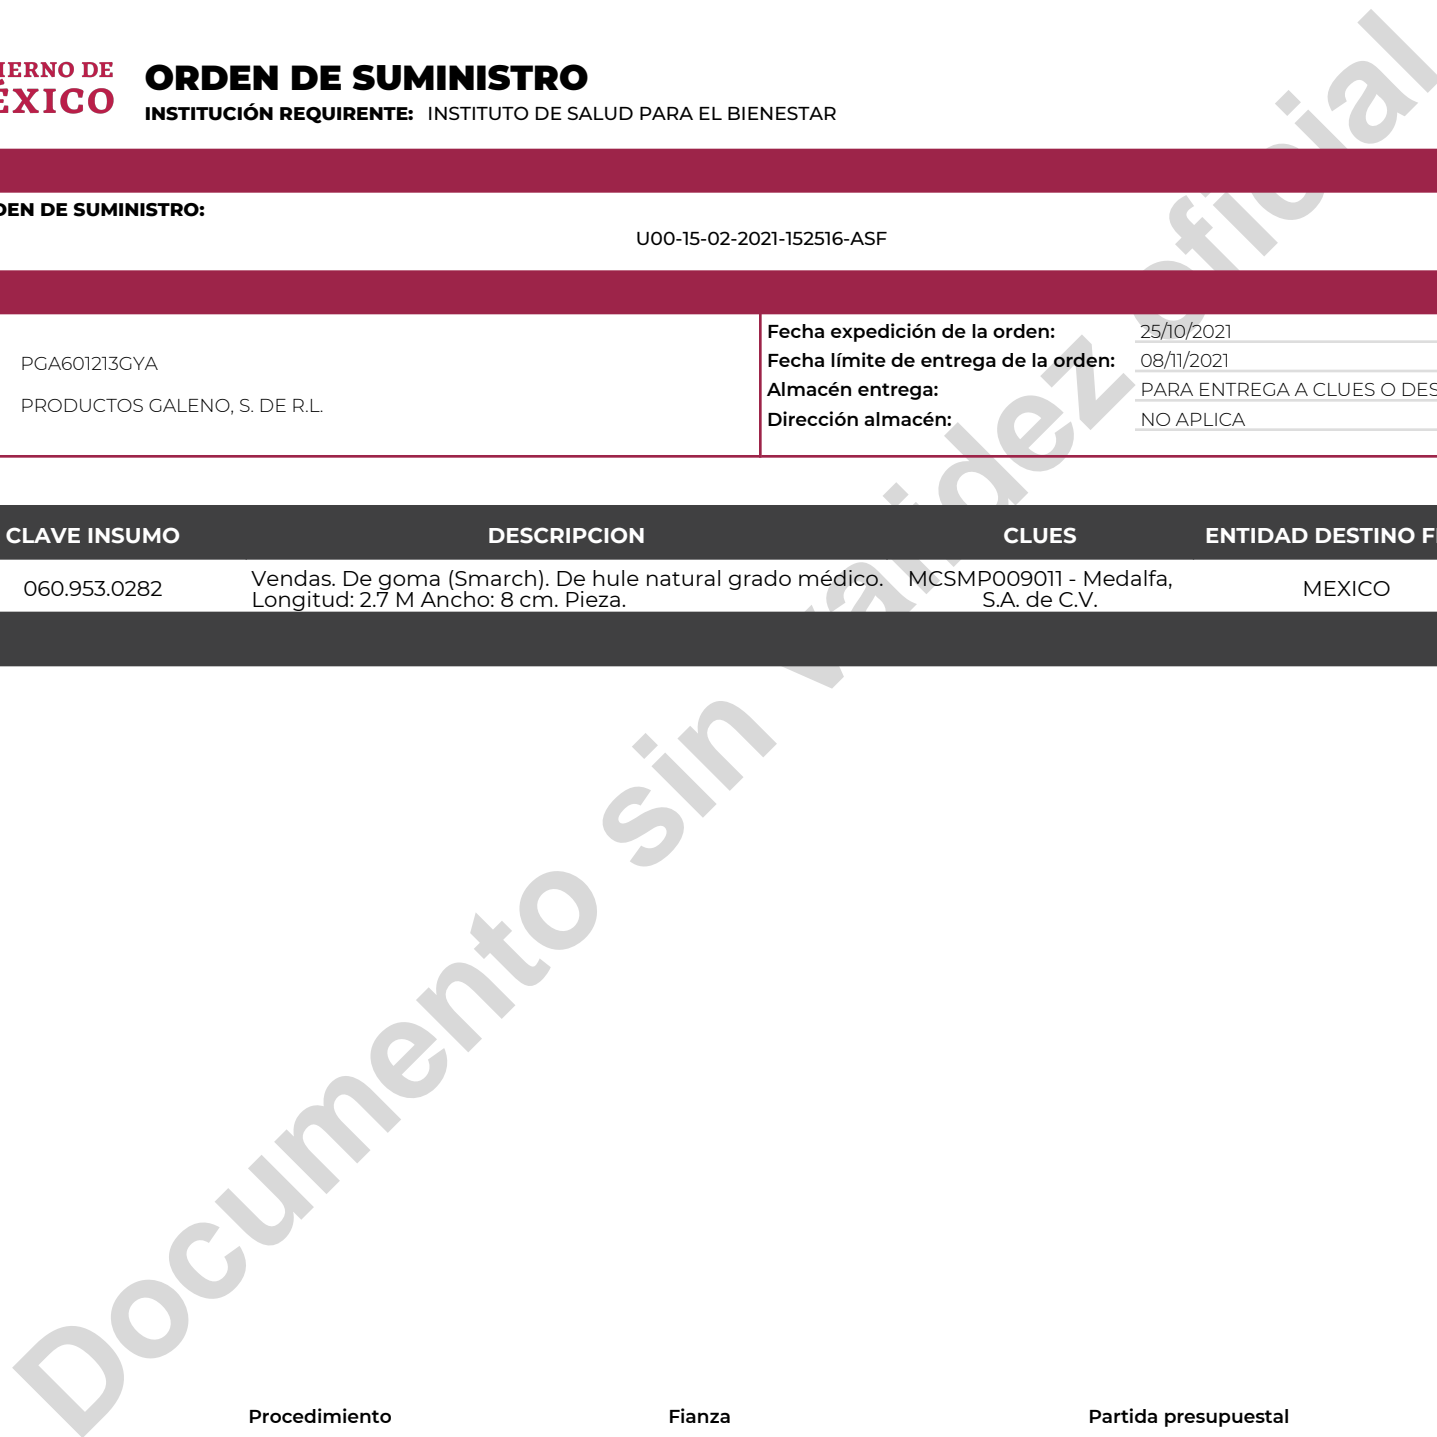 IERNO DE
ÉXICO
ORDEN DE SUMINISTRO
INSTITUCIÓN REQUIRENTE: INSTITUTO DE SALUD PARA EL BIENESTAR
DEN DE SUMINISTRO:
U00-15-02-2021-152516-ASF
PGA601213GYA
PRODUCTOS GALENO, S. DE R.L.
Fecha expedición de la orden: 25/10/2021
Fecha límite de entrega de la orden: 08/11/2021
Almacén entrega: PARA ENTREGA A CLUES O DES
Dirección almacén: NO APLICA
CLAVE INSUMO DESCRIPCION CLUES ENTIDAD DESTINO FI
060.953.0282
Vendas. De goma (Smarch). De hule natural grado médico.
Longitud: 2.7 M Ancho: 8 cm. Pieza.
MCSMP009011 - Medalfa,
S.A. de C.V.
MEXICO
Documento sin validez oficial
Procedimiento Fianza Partida presupuestal